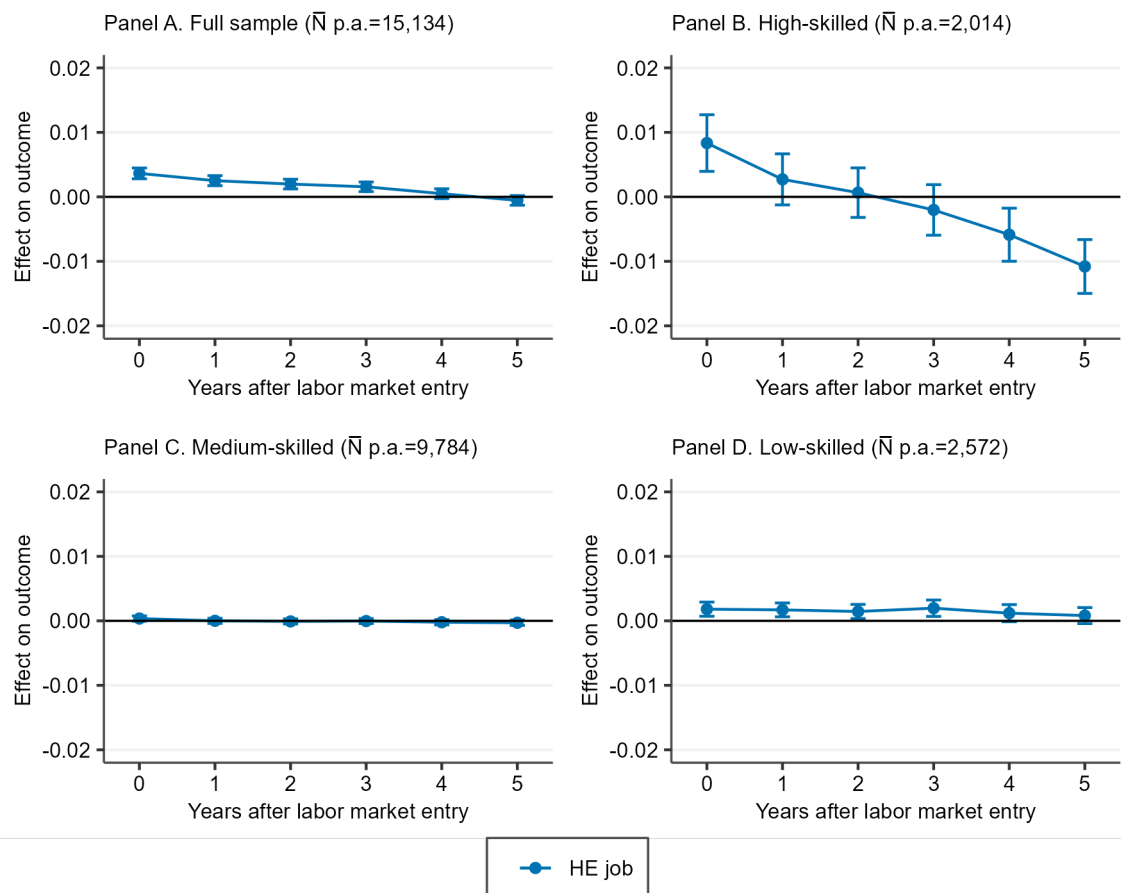 Panel A. Full sample (N̅ p.a.=15,134)
0.02
0.01
0.00
-0.01
-0.02
Effect on outcome
0 1 2 3 4 5
Years after labor market entry
Panel B. High-skilled (N̅ p.a.=2,014)
0.02
0.01
0.00
-0.01
-0.02
Effect on outcome
0 1 2 3 4 5
Years after labor market entry
Panel C. Medium-skilled (N̅ p.a.=9,784)
0.02
0.01
0.00
-0.01
-0.02
Effect on outcome
0 1 2 3 4 5
Years after labor market entry
Panel D. Low-skilled (N̅ p.a.=2,572)
0.02
0.01
0.00
-0.01
-0.02
Effect on outcome
0 1 2 3 4 5
Years after labor market entry
HE job